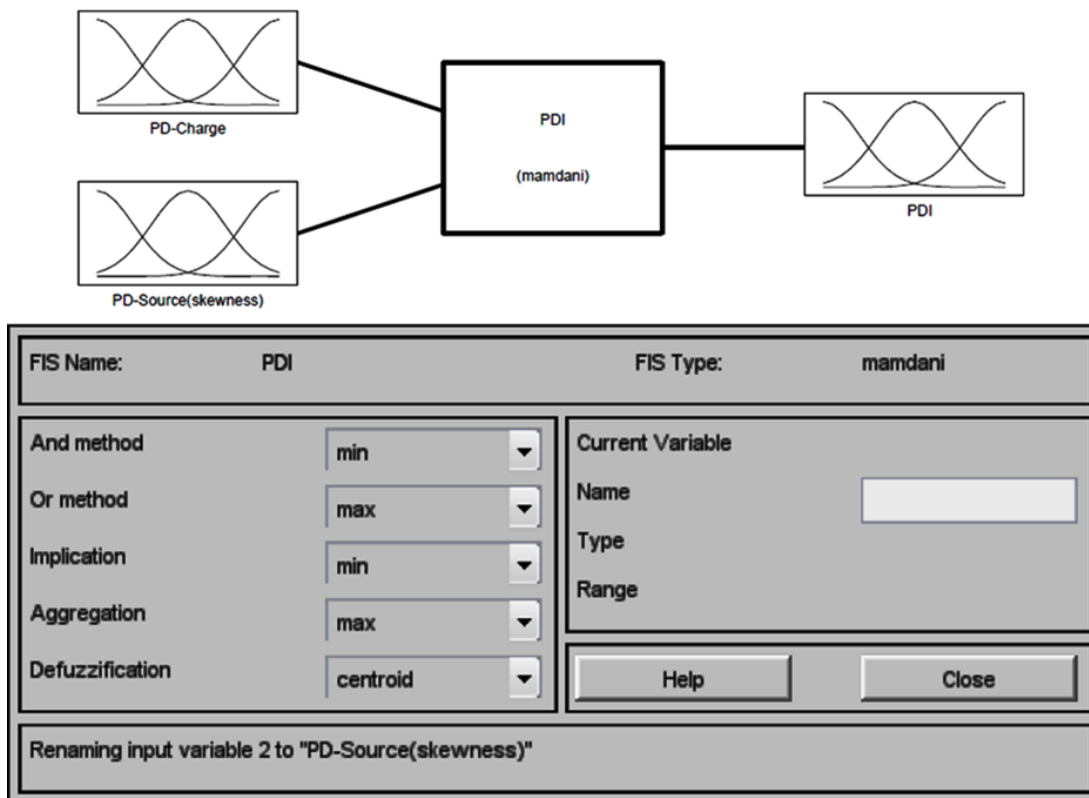 PD-Charge
PDI
(mamdani)
PDI
PD-Source(skewness)
FIS Name: PDI FIS Type: mamdani
And method min
Or method max
Implication min
Aggregation max
Defuzzification centroid
Current Variable
Name
Type
Range
Help Close
Renaming input variable 2 to "PD-Source(skewness)"